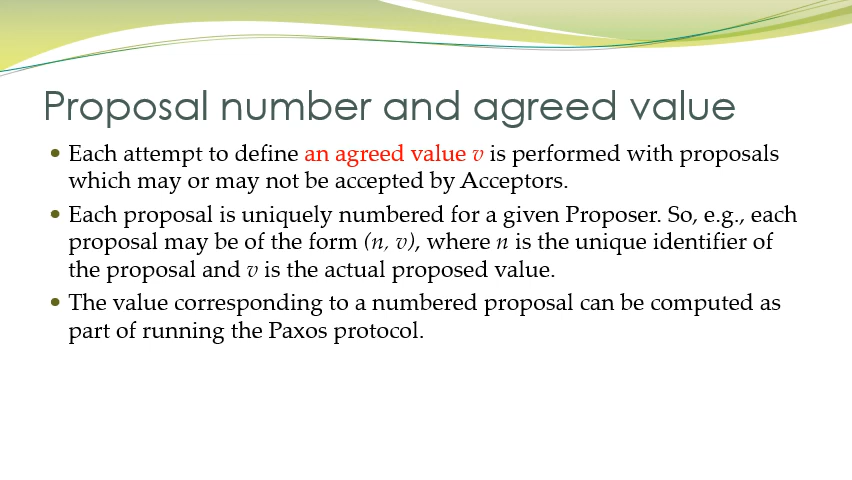 Proposal number and agreed value
• Each attempt to define an agreed value v is performed with proposals
which may or may not be accepted by Acceptors.
• Each proposal is uniquely numbered for a given Proposer. So, e.g., each
proposal may be of the form (n, v), where n is the unique identifier of
the proposal and v is the actual proposed value.
• The value corresponding to a numbered proposal can be computed as
part of running the Paxos protocol.